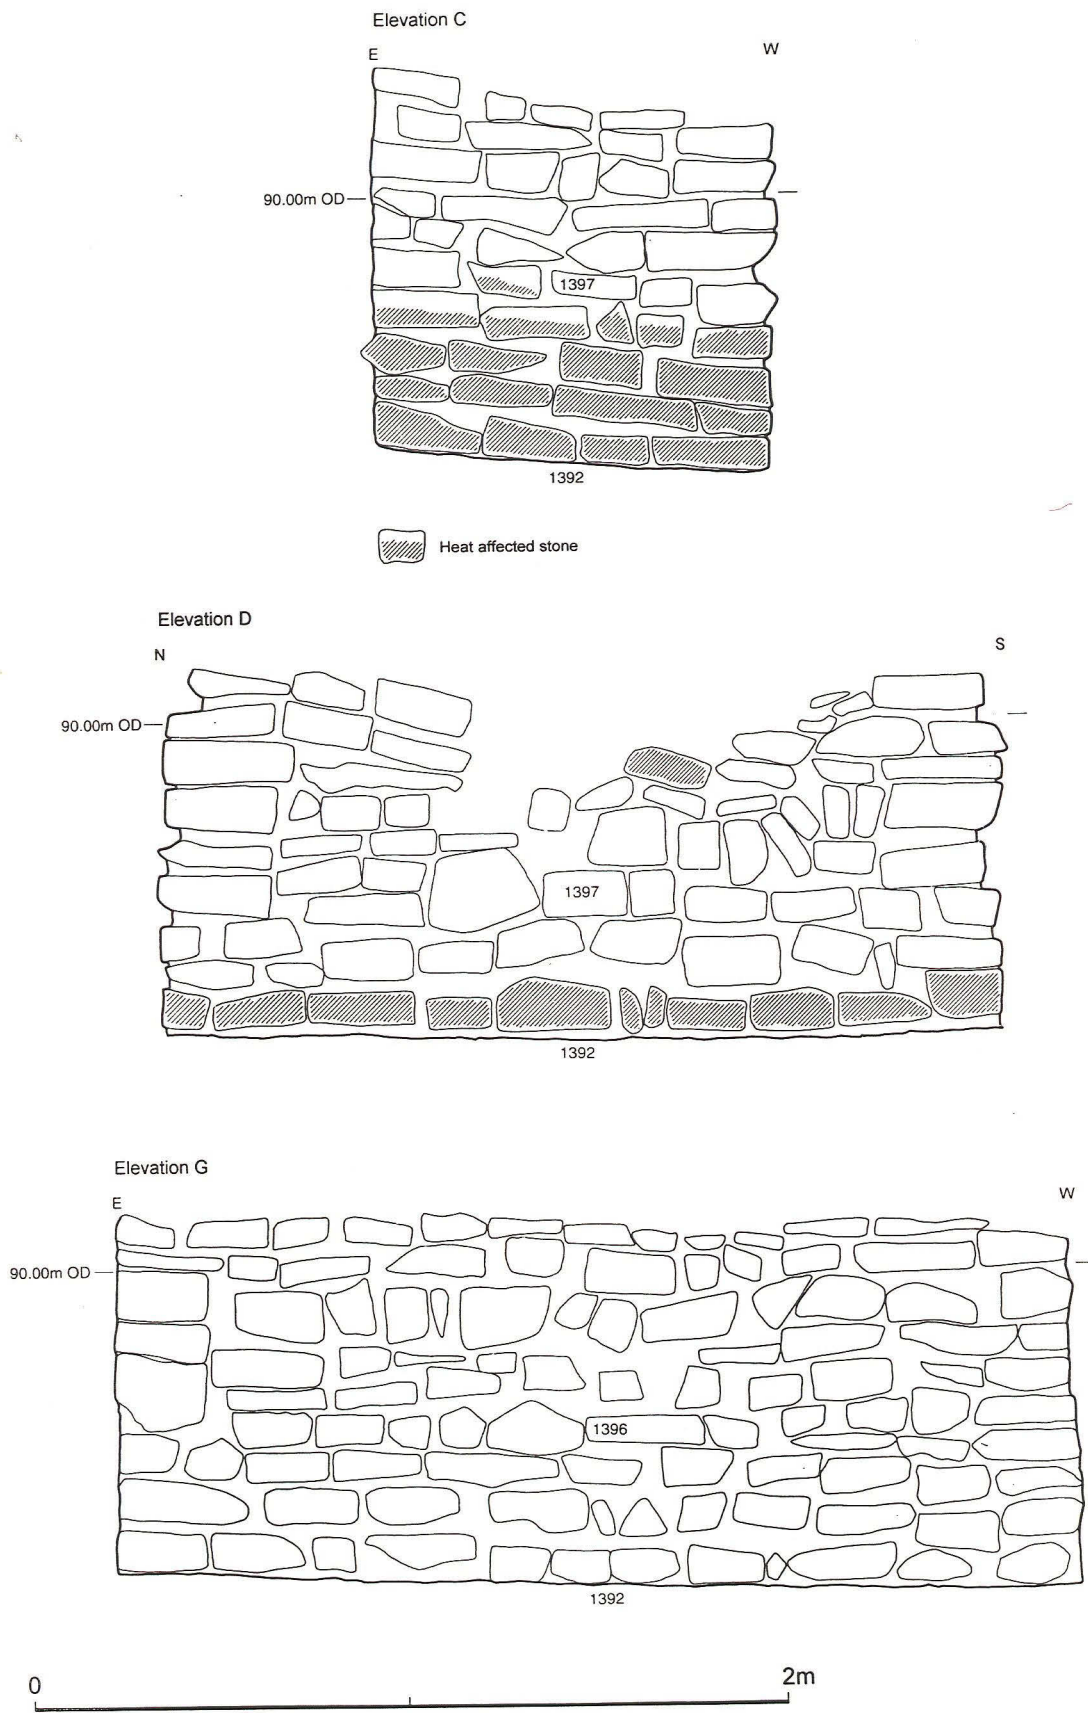 Elevation C
E W
90.00m OD
1397
1392
Heat affected stone
Elevation D
N S
90.00m OD
1397
1392
Elevation G
E W
90.00m OD
1396
1392
0 2m